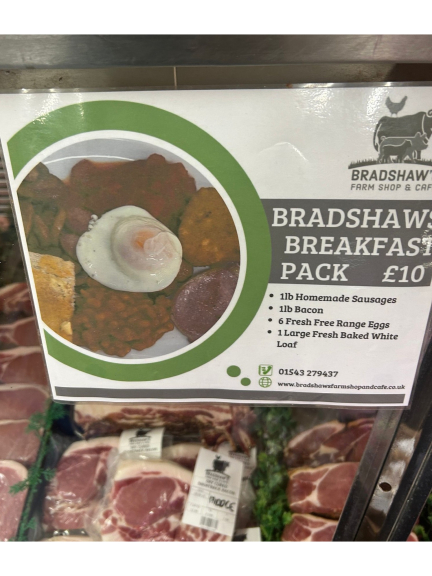 BRADSHAW'S
FARM SHOP & CAFE
BRADSHAWS
BREAKFAST
PACK £10
• 1lb Homemade Sausages
• 1lb Bacon
• 6 Fresh Free Range Eggs
• 1 Large Fresh Baked White
Loaf
01543 279437
www.bradshawsfarmshopandcafe.co.uk